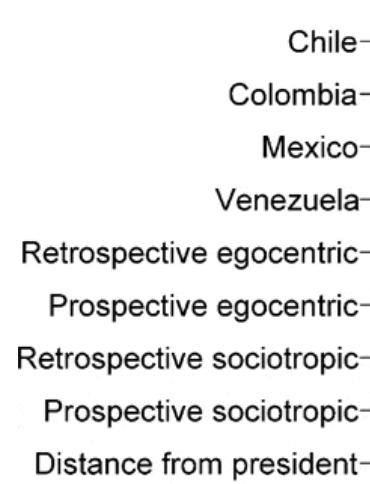 Chile
Colombia
Mexico
Venezuela
Retrospective egocentric
Prospective egocentric
Retrospective sociotropic
Prospective sociotropic
Distance from president